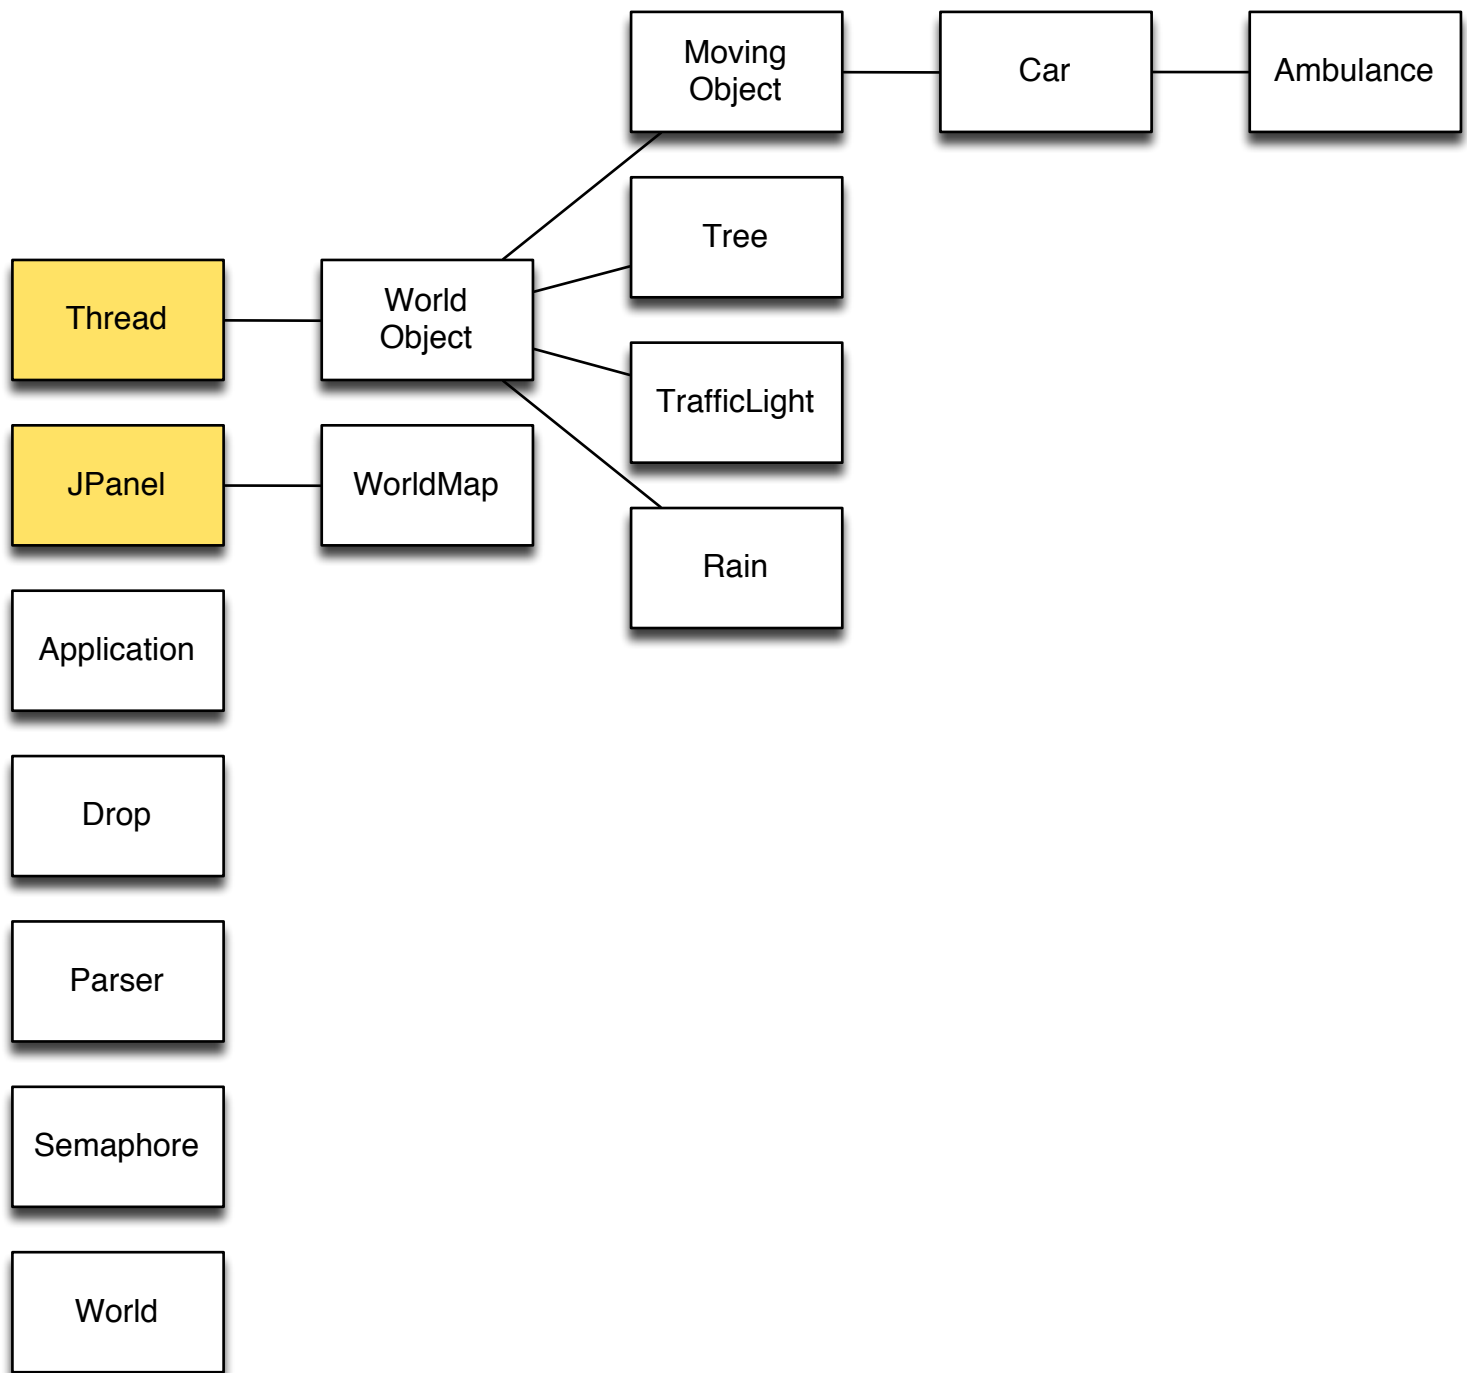 Moving
Object
Car
Ambulance
Tree
Thread
World
Object
TrafficLight
JPanel
WorldMap
Rain
Application
Drop
Parser
Semaphore
World